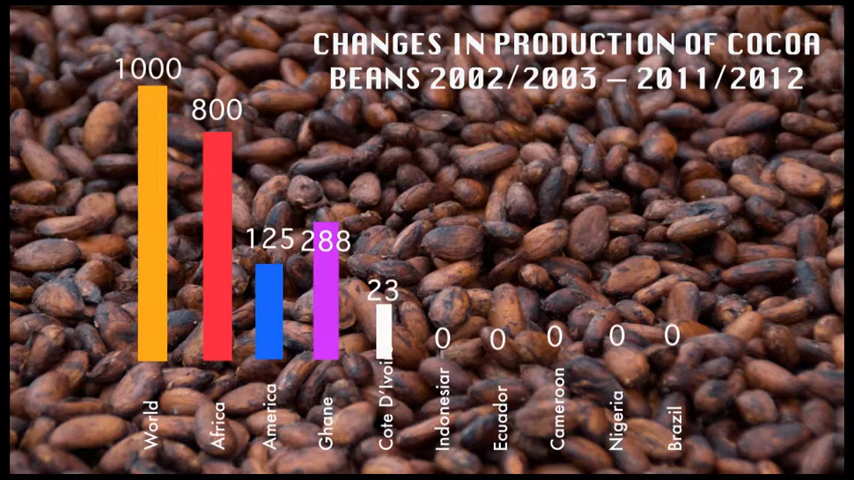 CHANGES IN PRODUCTION OF COCOA
BEANS 2002/2003 – 2011/2012
1000
800
125
288
23
0
0
0
0
0
World
Africa
America
Ghane
Cote D'Ivoi
Indonesiar
Ecuador
Cameroon
Nigeria
Brazil